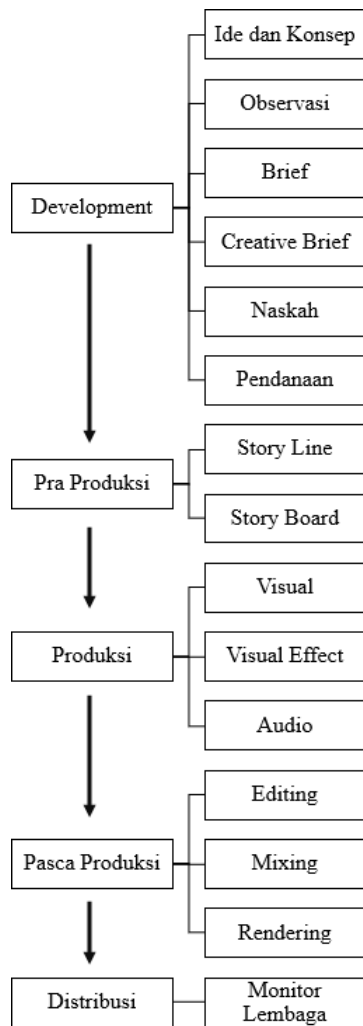 Ide dan Konsep
Observasi
Brief
Development
Creative Brief
Naskah
Pendanaan
Story Line
Pra Produksi
Story Board
Visual
Produksi
Visual Effect
Audio
Editing
Pasca Produksi
Mixing
Rendering
Distribusi
Monitor
Lembaga